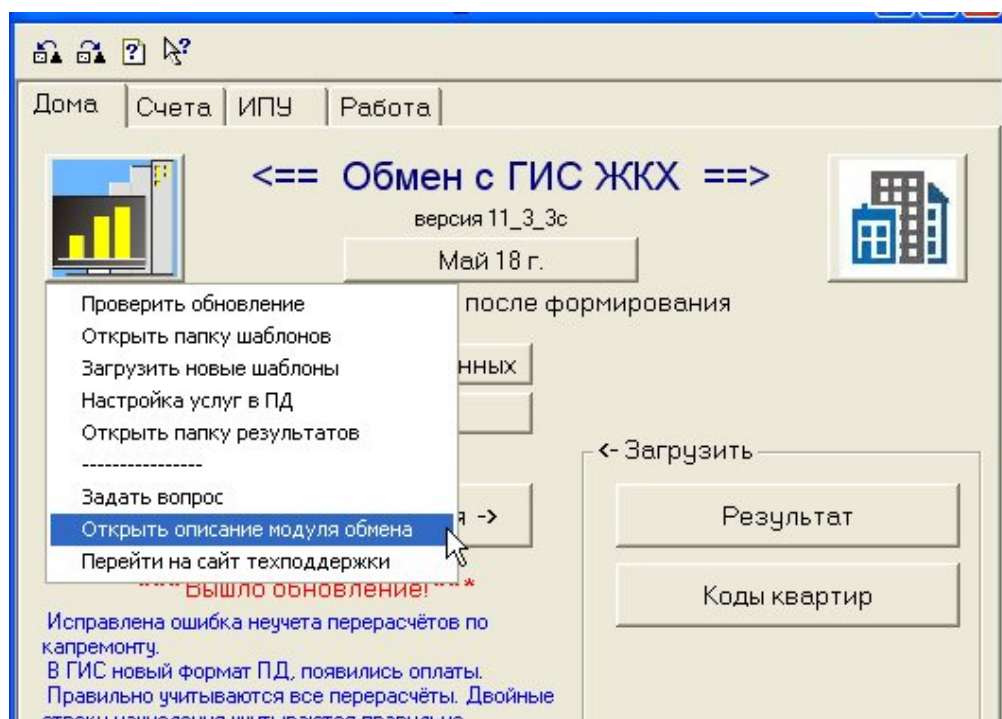 Дома Счета ИПУ Работа
<== Обмен с ГИС ЖКХ ==>
версия 11_3_3с
Май 18 г.
после формирования
Проверить обновление
Открыть папку шаблонов
Загрузить новые шаблоны
Настройка услуг в ПД
Открыть папку результатов
----------------
Задать вопрос
Открыть описание модуля обмена
Перейти на сайт техподдержки
->
<- Загрузить
Результат
Коды квартир
***Вышло обновление!***
Исправлена ошибка неучета перерасчётов по
капремонту.
В ГИС новый формат ПД, появились оплаты.
Правильно учитываются все перерасчёты. Двойные